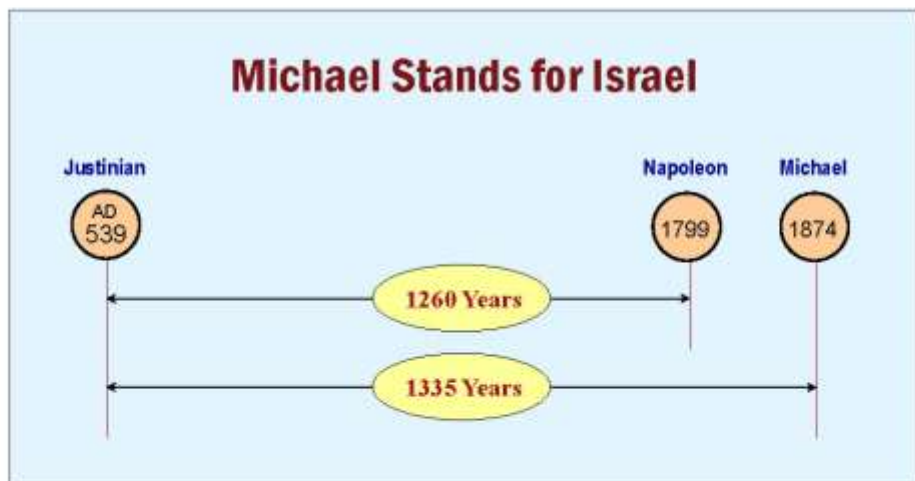 Michael Stands for Israel
Justinian
Napoleon
Michael
AD
539
1799
1874
1260 Years
1335 Years